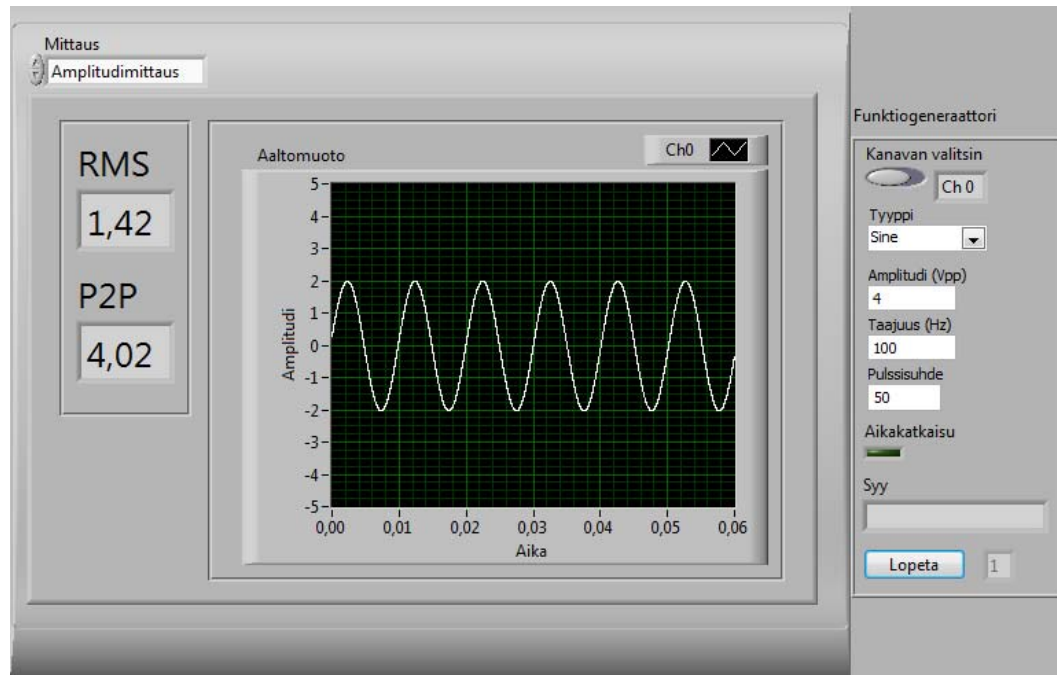 Mittaus
Amplitudimittaus
RMS
1,42
P2P
4,02
Aaltomuoto
Ch0
Amplitudi
5
4
3
2
1
0
-1
-2
-3
-4
-5
0,00 0,01 0,02 0,03 0,04 0,05 0,06
Aika
Funktiogeneraattori
Kanavan valitsin
Ch 0
Tyyppi
Sine
Amplitudi (Vpp)
4
Taajuus (Hz)
100
Pulssisuhde
50
Aikakatkaisu
Syy
Lopeta 1